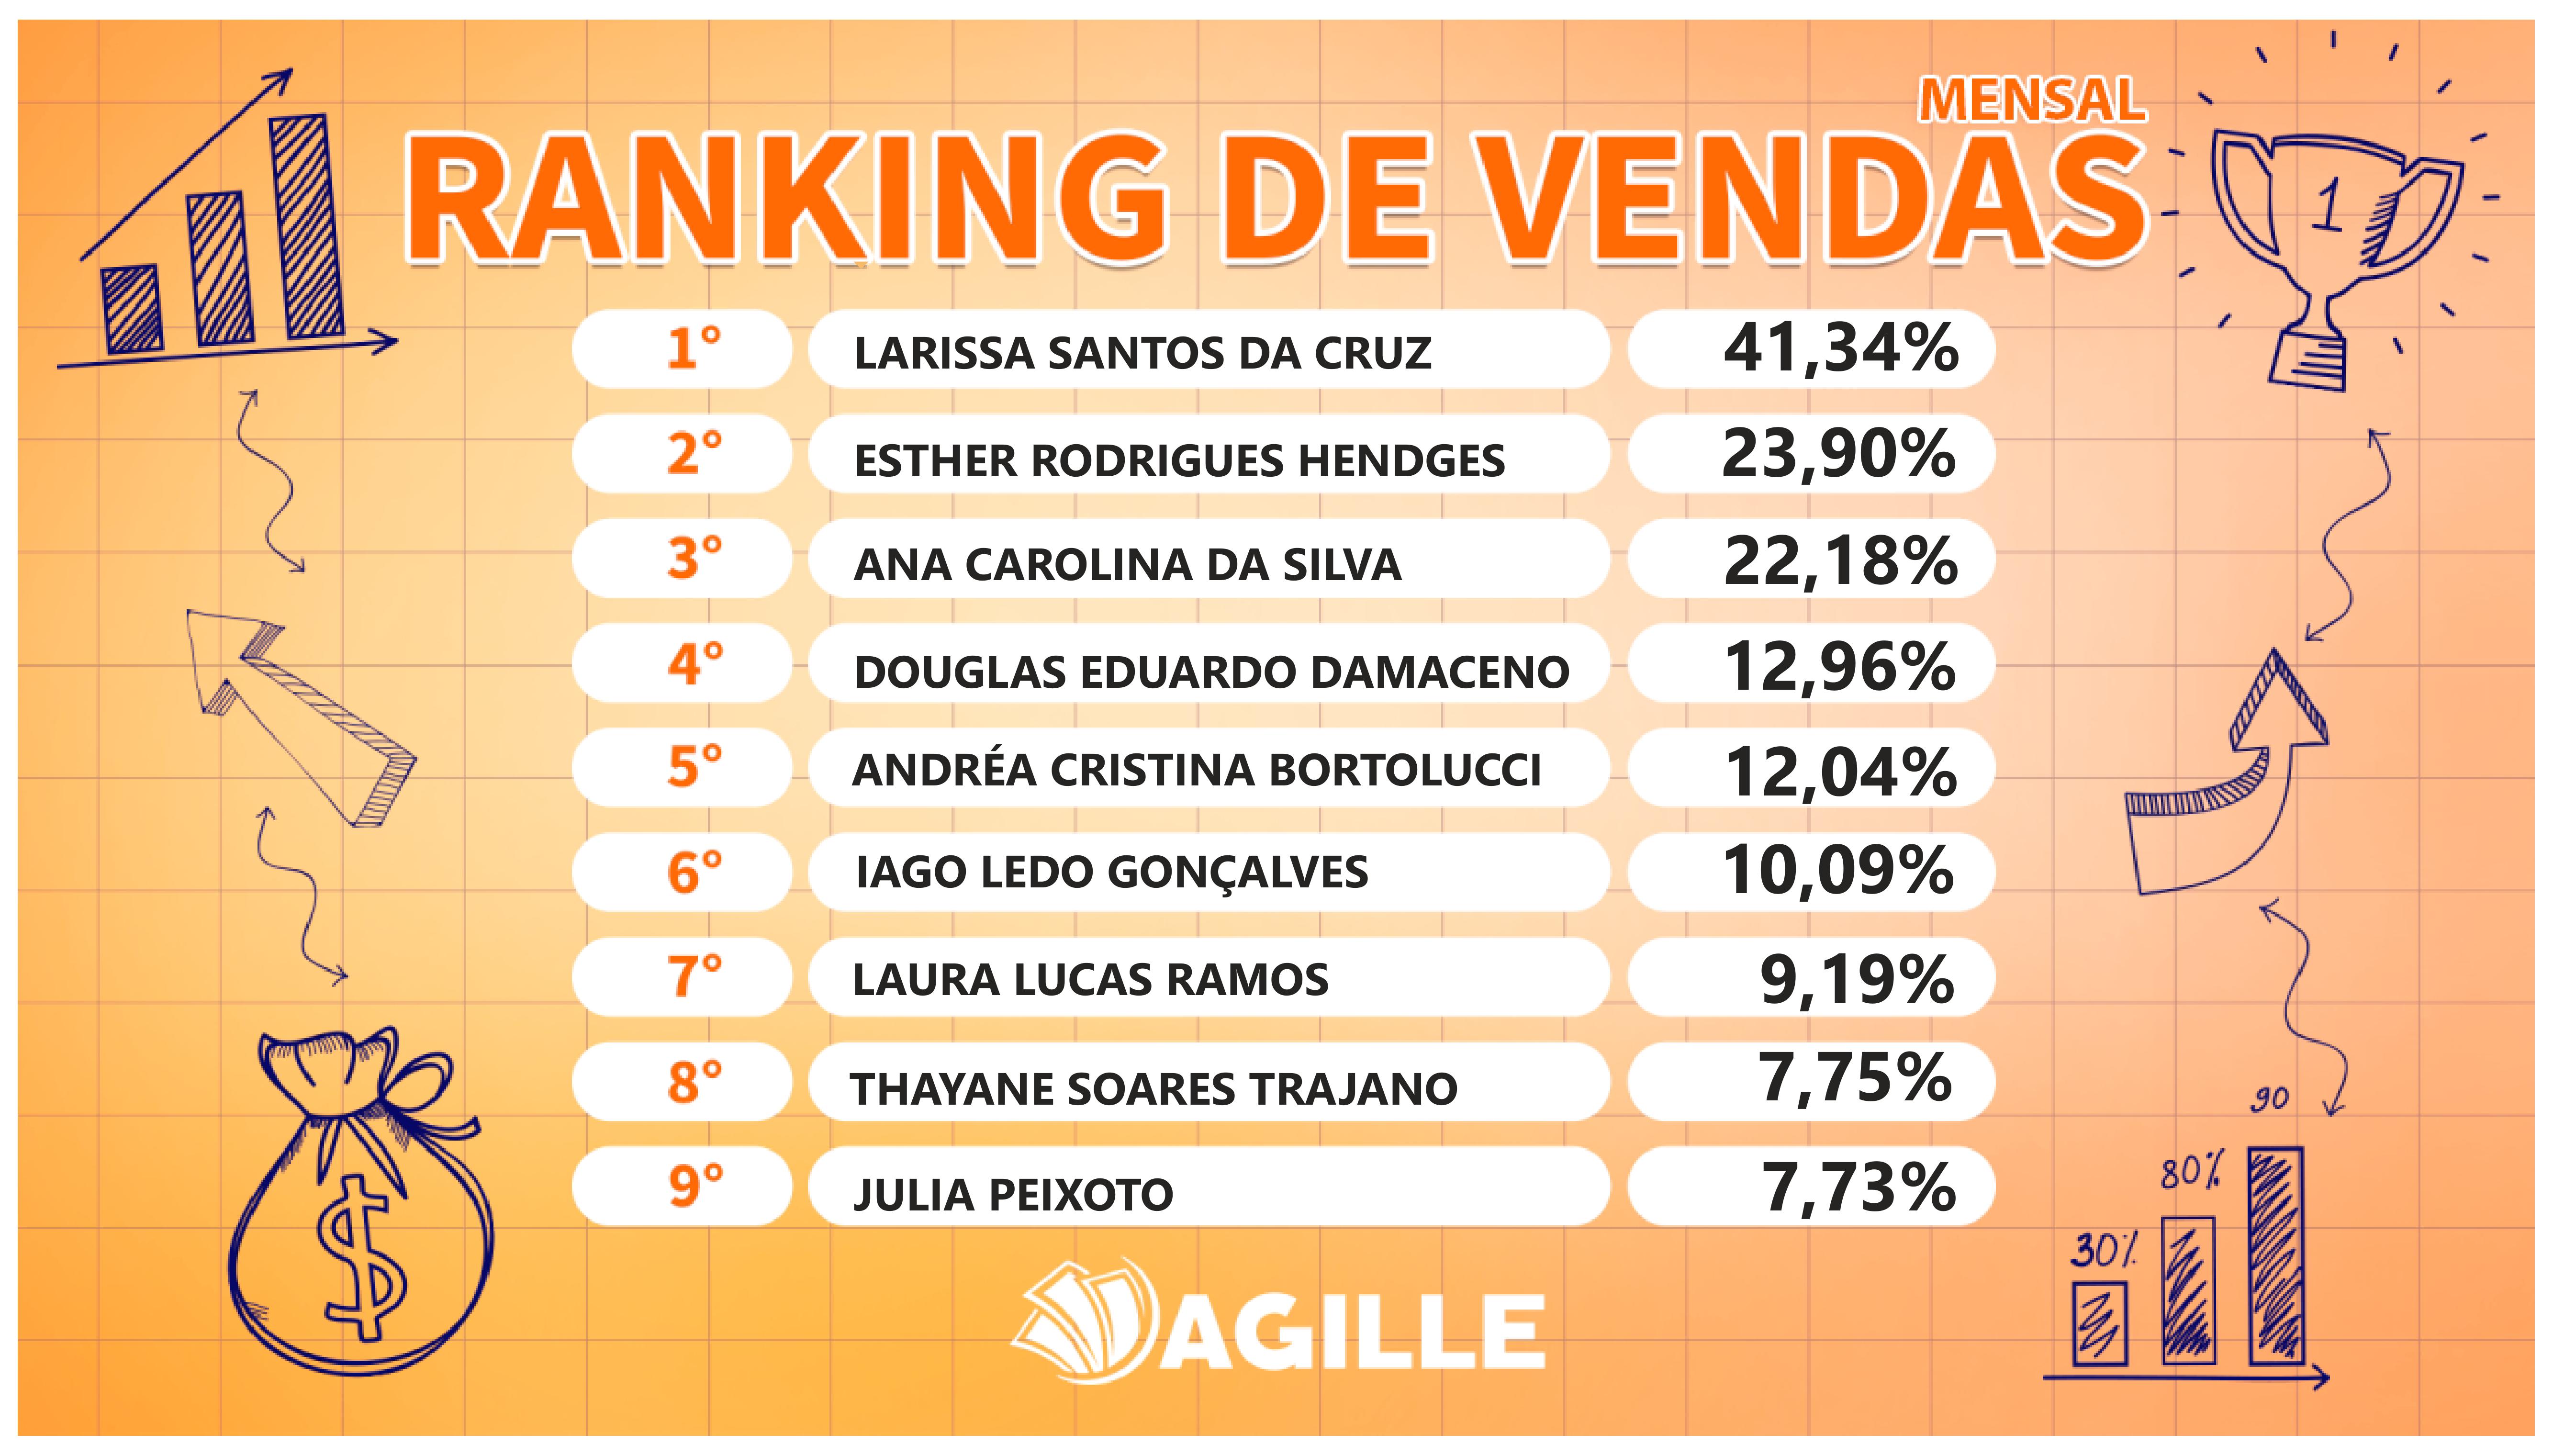 MENSAL
RANKING DE VENDAS
1
1° LARISSA SANTOS DA CRUZ 41,34%
2° ESTHER RODRIGUES HENDGES 23,90%
3° ANA CAROLINA DA SILVA 22,18%
4° DOUGLAS EDUARDO DAMACENO 12,96%
5° ANDRÉA CRISTINA BORTOLUCCI 12,04%
6° IAGO LEDO GONÇALVES 10,09%
7° LAURA LUCAS RAMOS 9,19%
8° THAYANE SOARES TRAJANO 7,75%
9° JULIA PEIXOTO 7,73%
90
80%
30%
$
AGILLE